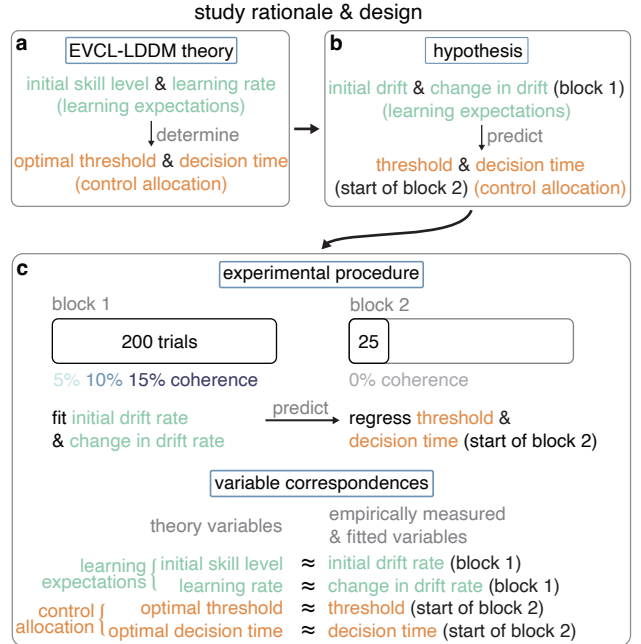 study rationale & design
a
EVCL-LDDM theory
initial skill level & learning rate
(learning expectations)
determine
optimal threshold & decision time
(control allocation)
b
hypothesis
initial drift & change in drift (block 1)
(learning expectations)
predict
threshold & decision time
(start of block 2) (control allocation)
c
experimental procedure
block 1
200 trials
5% 10% 15% coherence
block 2
25
0% coherence
fit initial drift rate
& change in drift rate
predict
regress threshold &
decision time (start of block 2)
variable correspondences
theory variables
empirically measured
& fitted variables
learning
expectations
initial skill level ≈ initial drift rate (block 1)
learning rate ≈ change in drift rate (block 1)
control
allocation
optimal threshold ≈ threshold (start of block 2)
optimal decision time ≈ decision time (start of block 2)